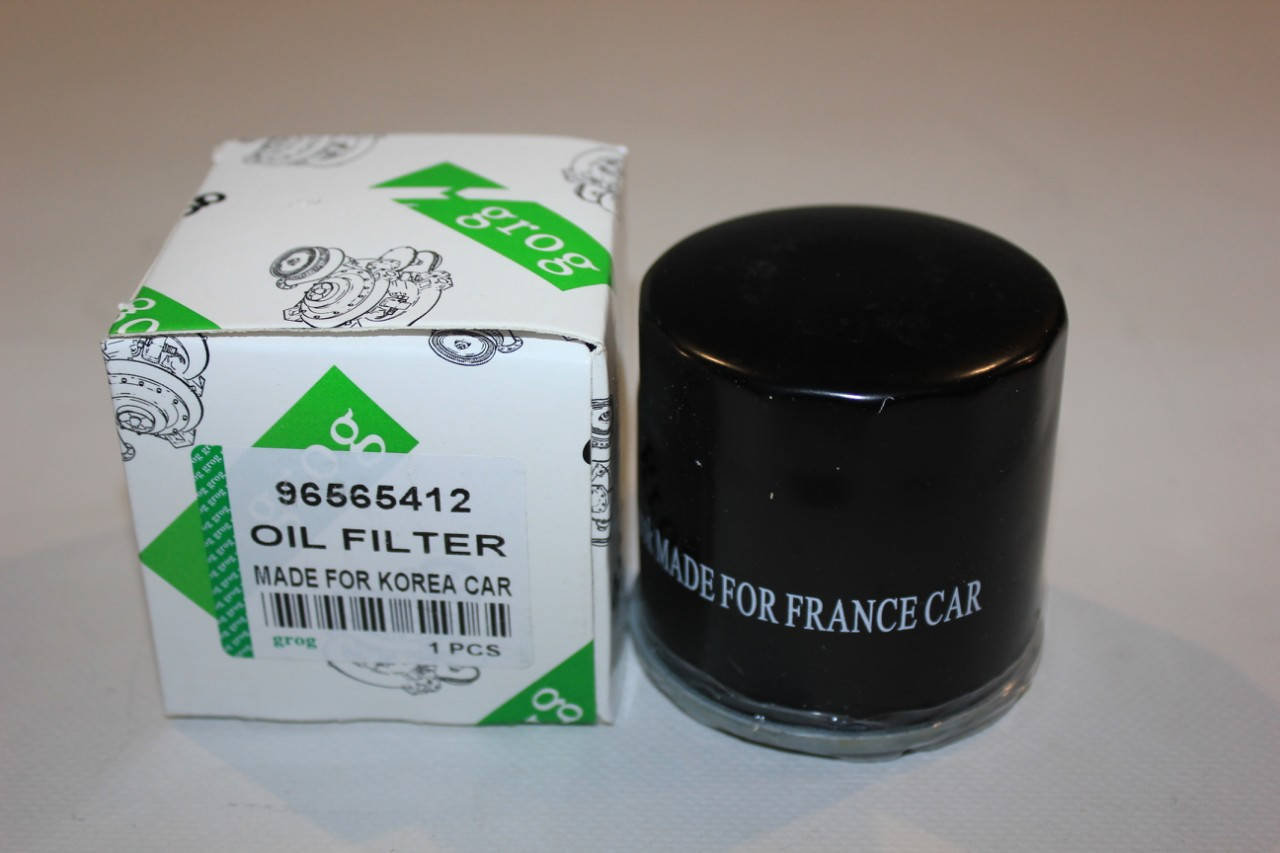 grog
grog
96565412
OIL FILTER
MADE FOR KOREA CAR
grog
1 PCS
MADE FOR FRANCE CAR